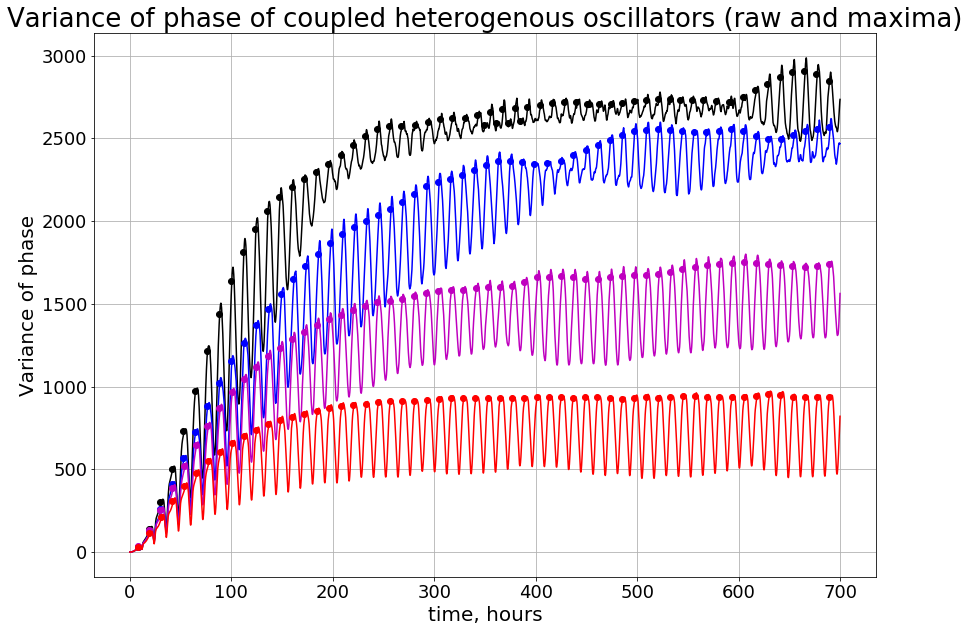 Variance of phase of coupled heterogenous oscillators (raw and maxima)
3000
2500
2000
1500
1000
500
0
Variance of phase
0 100 200 300 400 500 600 700
time, hours